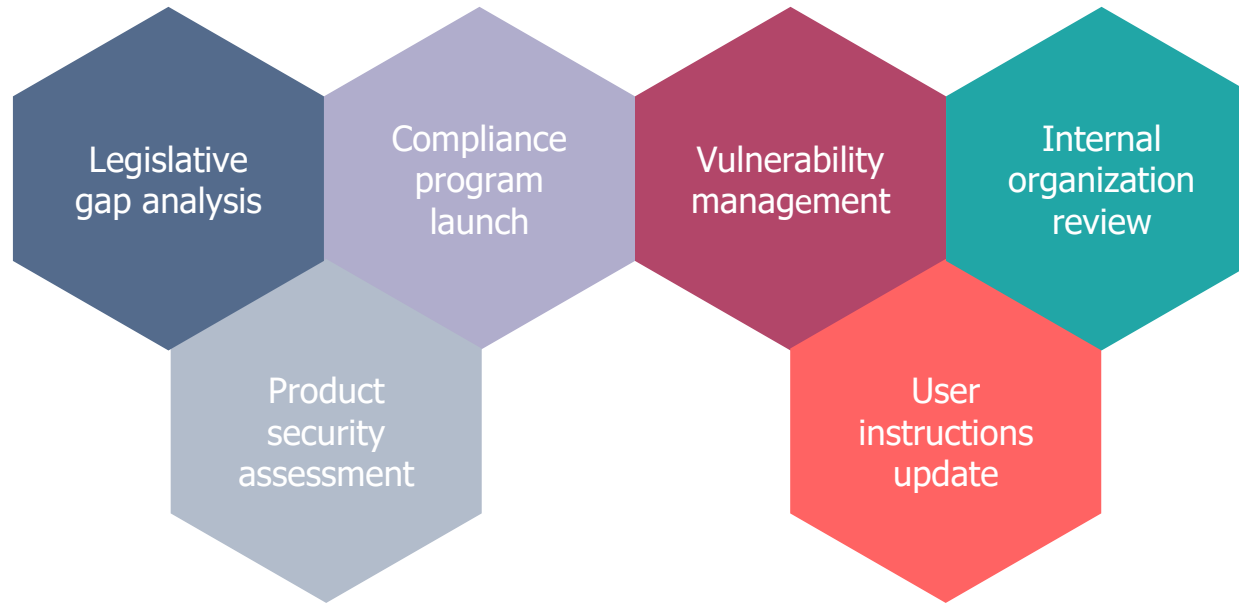 Legislative
gap analysis
Compliance
program
launch
Vulnerability
management
Internal
organization
review
Product
security
assessment
User
instructions
update